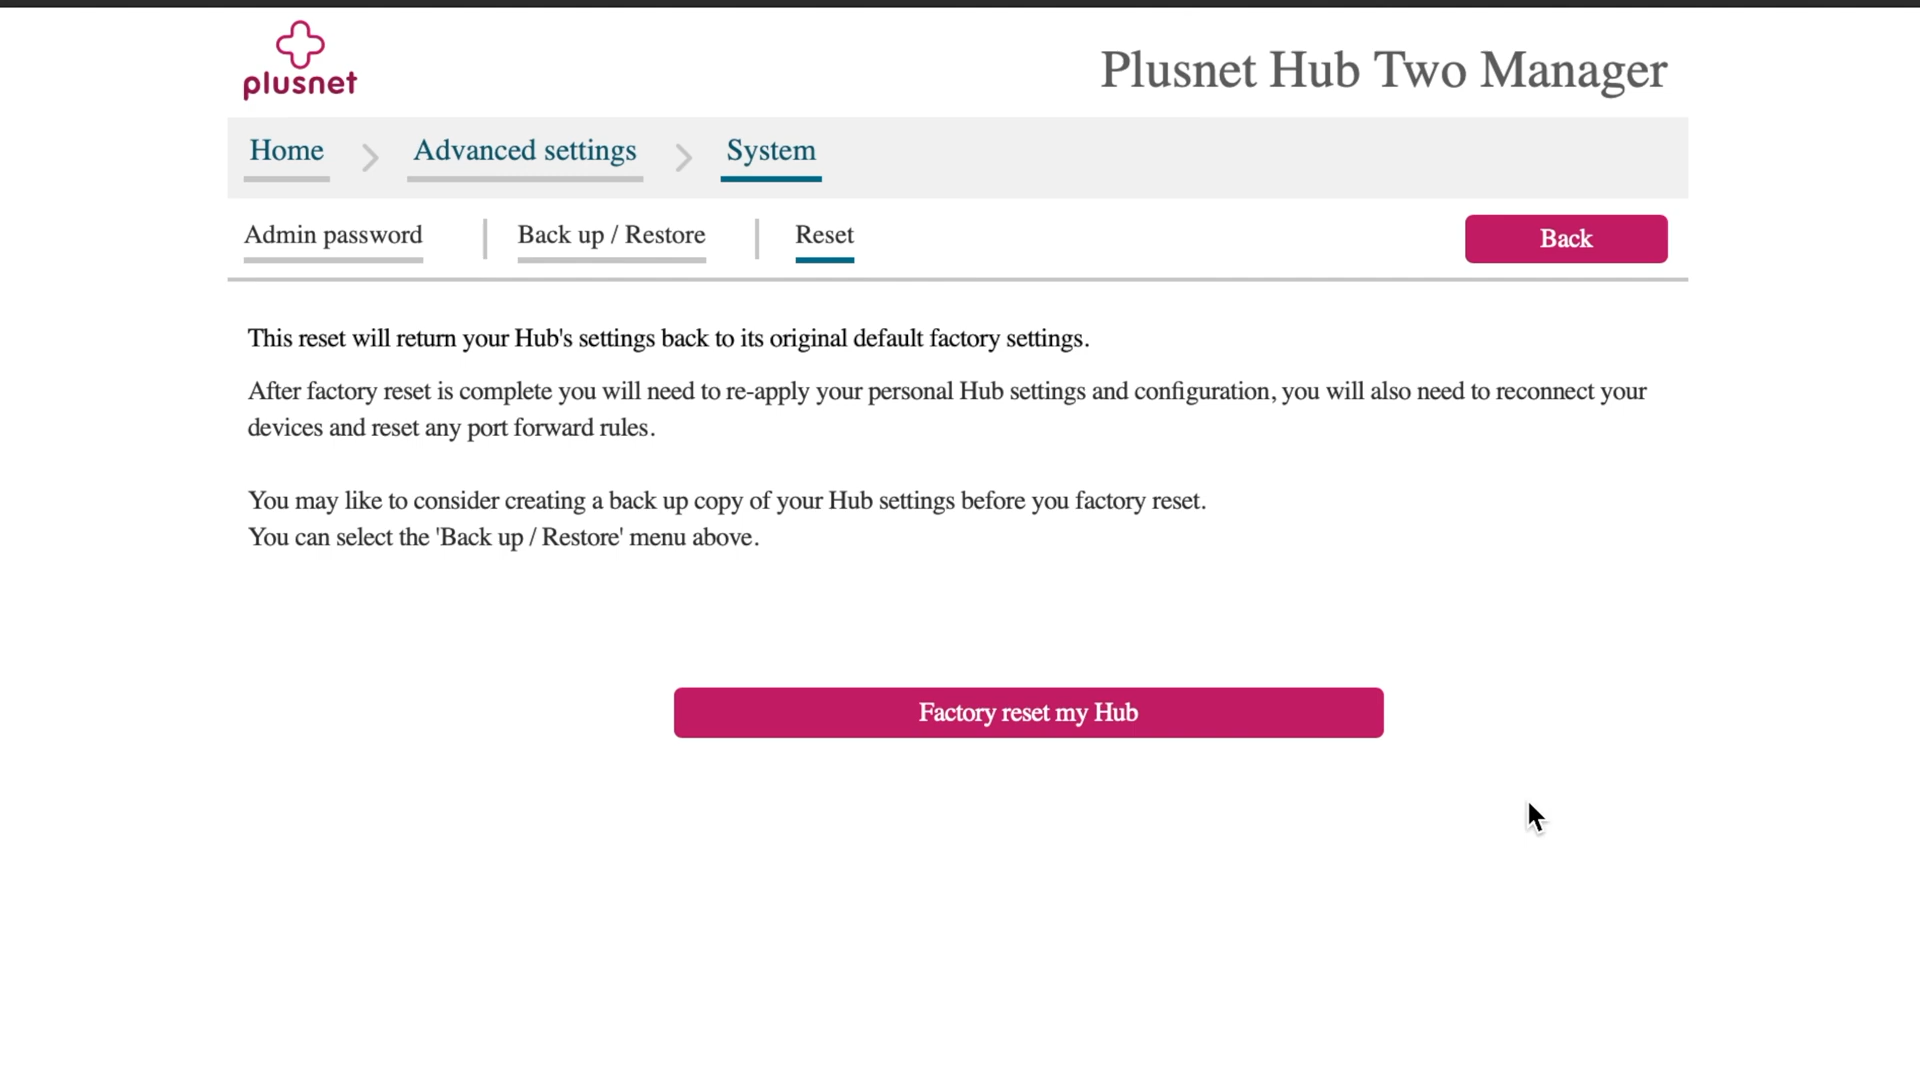 plusnet
Plusnet Hub Two Manager
Home
Advanced settings
System
Admin password
Back up / Restore
Reset
Back
This reset will return your Hub's settings back to its original default factory settings.
After factory reset is complete you will need to re-apply your personal Hub settings and configuration, you will also need to reconnect your
devices and reset any port forward rules.
You may like to consider creating a back up copy of your Hub settings before you factory reset.
You can select the 'Back up / Restore' menu above.
Factory reset my Hub